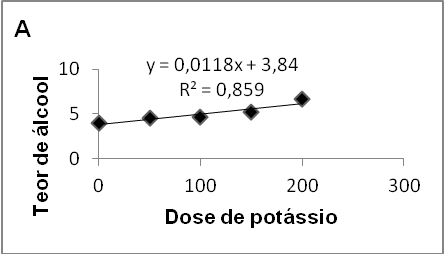 A
y = 0,0118x + 3,84
R² = 0,859
Teor de álcool
10
5
0
0 100 200 300
Dose de potássio